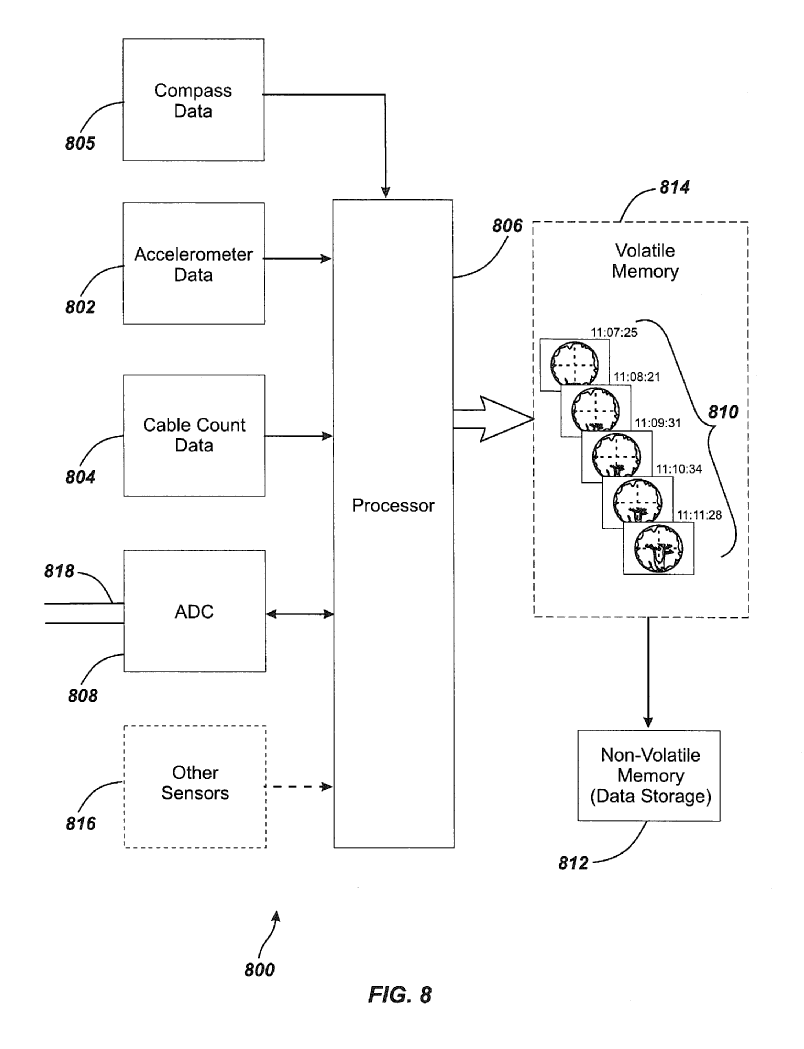 Compass
Data
805
Accelerometer
Data
802
Cable Count
Data
804
818
ADC
808
Other
Sensors
816
Processor
806
814
Volatile
Memory
11:07:25
11:08:21
11:09:31
11:10:34
11:11:28
810
Non-Volatile
Memory
(Data Storage)
812
800
FIG. 8